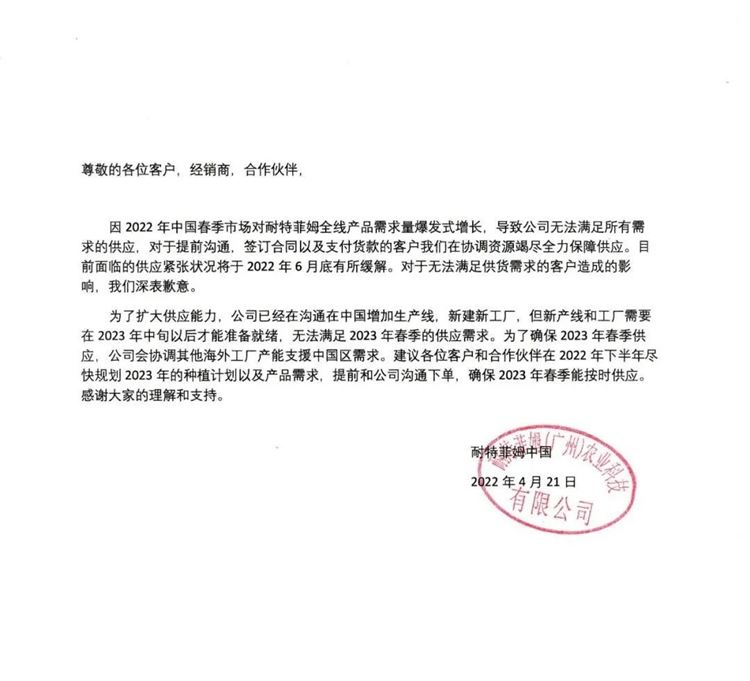 尊敬的各位客户，经销商，合作伙伴，
因 2022 年中国春季市场对耐特菲姆全线产品需求量爆发式增长，导致公司无法满足所有需
求的供应，对于提前沟通，签订合同以及支付货款的客户我们在协调资源竭尽全力保障供应。目
前面临的供应紧张状况将于 2022 年 6 月底有所缓解。对于无法满足供货需求的客户造成的影
响，我们深表歉意。
为了扩大供应能力，公司已经在沟通在中国增加生产线，新建新工厂，但新产线和工厂需要
在 2023 年中旬以后才能准备就绪，无法满足 2023 年春季的供应需求。为了确保 2023 年春季供
应，公司会协调其他海外工厂产能支援中国区需求。建议各位客户和合作伙伴在 2022 年下半年尽
快规划 2023 年的种植计划以及产品需求，提前和公司沟通下单，确保 2023 年春季能按时供应。
感谢大家的理解和支持。
耐特菲姆中国
2022 年 4 月 21 日
耐特菲姆(广州)农业科技
有限公司